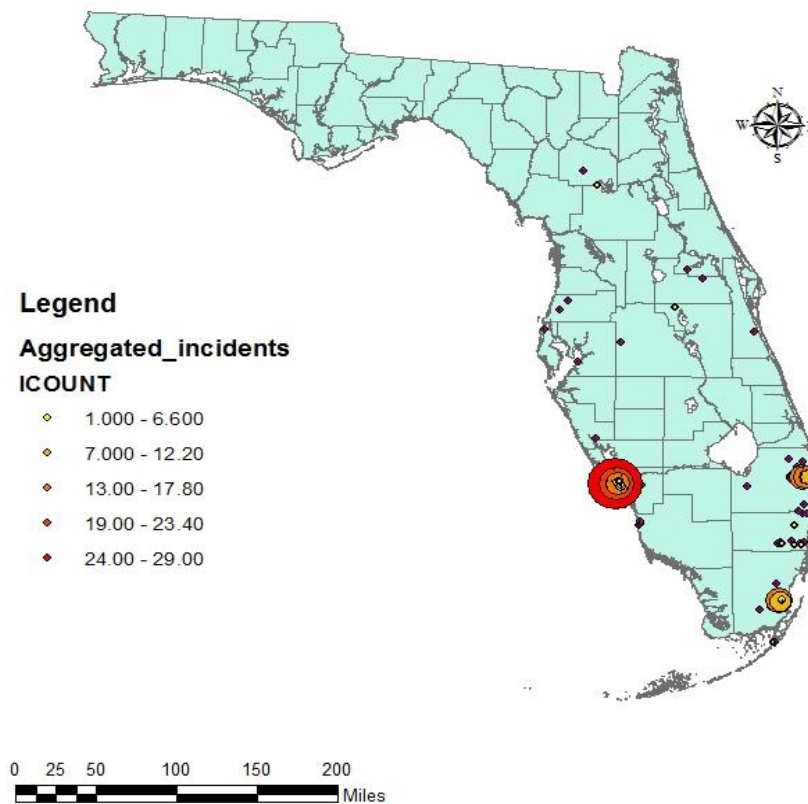 N
W
S
Legend
Aggregated_incidents
ICOUNT
1.000 - 6.600
7.000 - 12.20
13.00 - 17.80
19.00 - 23.40
24.00 - 29.00
0 25 50 100 150 200
Miles